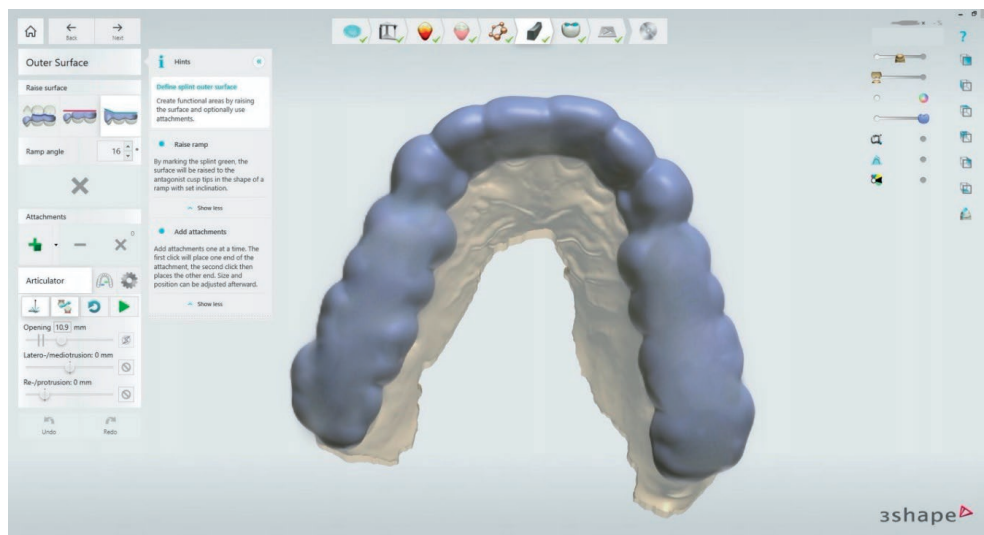 Back
Next
?
Outer Surface
Hints
Raise surface
Define splint outer surface
Create functional areas by raising
the surface and optionally use
attachments.
Ramp angle
16 °
Raise ramp
By marking the splint green, the
surface will be raised to the
antagonist cusp tips in the shape of a
ramp with set inclination.
Show less
Attachments
0
Add attachments
Add attachments one at a time. The
first click will place one end of the
attachment, the second click then
places the other end. Size and
position can be adjusted afterward.
Show less
Articulator
Opening 10.9 mm
Latero-/mediotrusion: 0 mm
Re-/protrusion: 0 mm
Undo
Redo
3shape